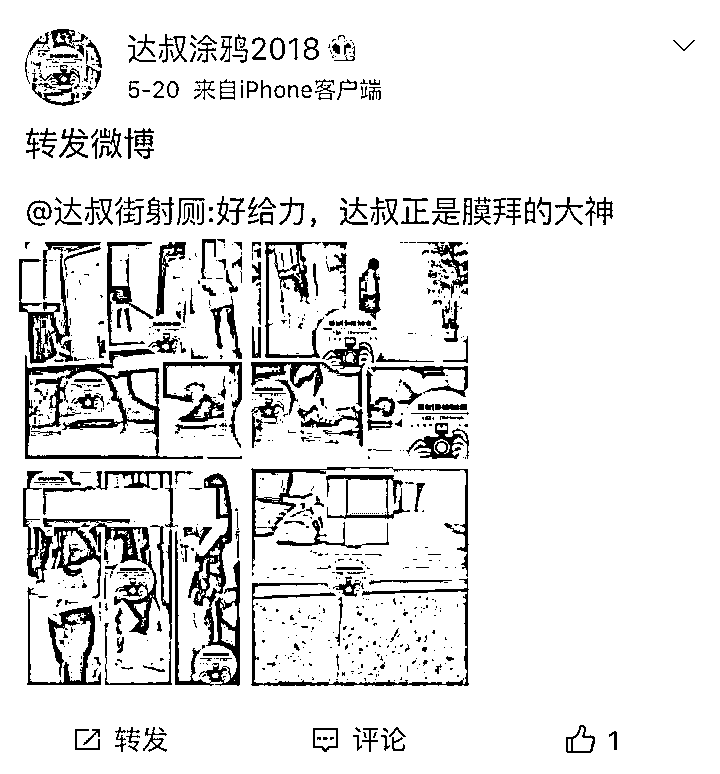 达叔涂鸦2018
5-20 来自iPhone客户端
转发微博
@达叔街射厕:好给力，达叔正是膜拜的大神
转发 评论 1